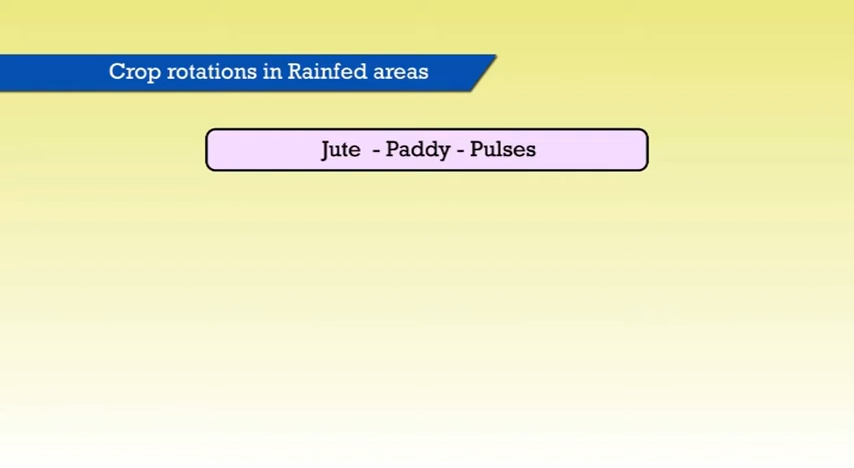 Crop rotations in Rainfed areas
Jute - Paddy - Pulses